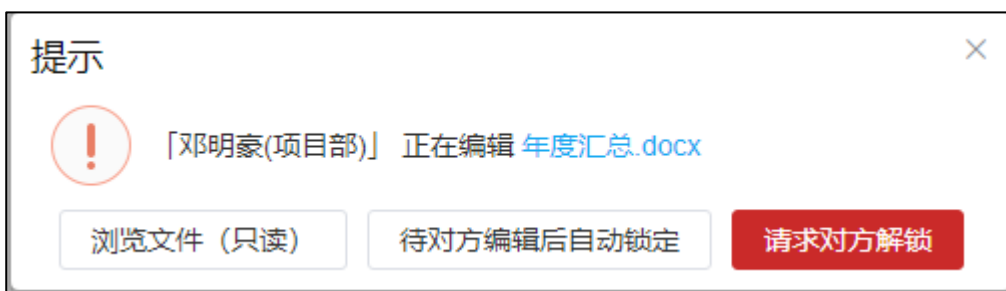 提示
「邓明豪(项目部)」 正在编辑 年度汇总.docx
浏览文件（只读）
待对方编辑后自动锁定
请求对方解锁